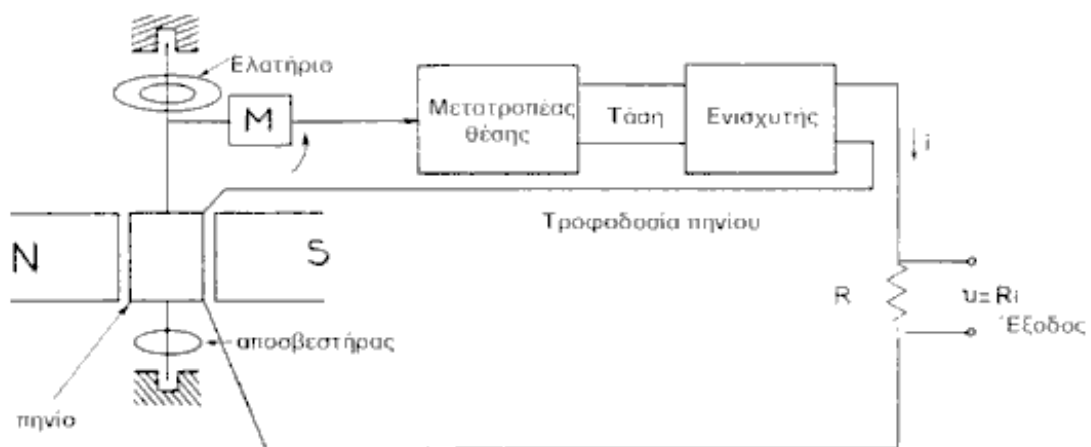 Ελατήριο
M
Μετατροπέας
θέσης
Τάση
Ενισχυτής
i
Τροφοδοσία πηνίου
N
S
R
υ= Ri
Έξοδος
αποσβεστήρας
πηνίο